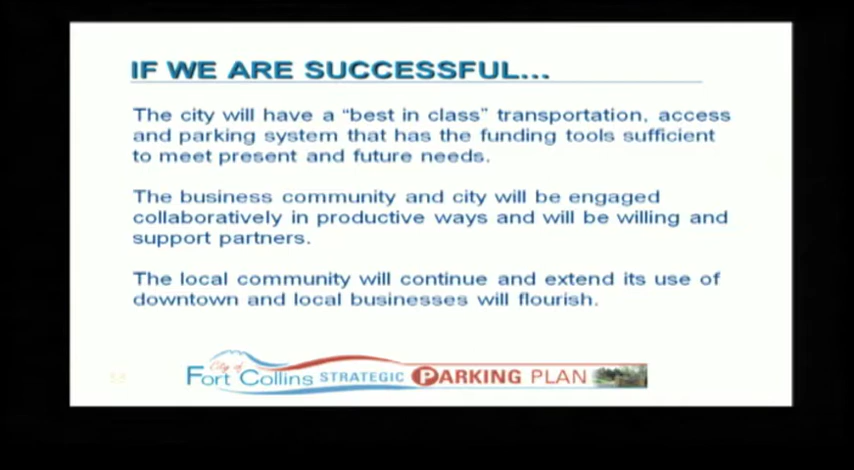 IF WE ARE SUCCESSFUL...
The city will have a “best in class” transportation, access
and parking system that has the funding tools sufficient
to meet present and future needs.
The business community and city will be engaged
collaboratively in productive ways and will be willing and
support partners.
The local community will continue and extend its use of
downtown and local businesses will flourish.
City of
Fort Collins STRATEGIC PARKING PLAN